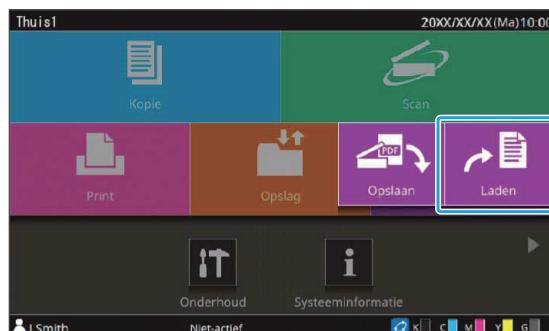 Thuis1 20XX/XX/XX(Ma)10:00
Kopie Scan
PDF
Print Opslag Opslaan Laden
i
Onderhoud Systeeminformatie
J.Smith Niet-actief K C M Y G